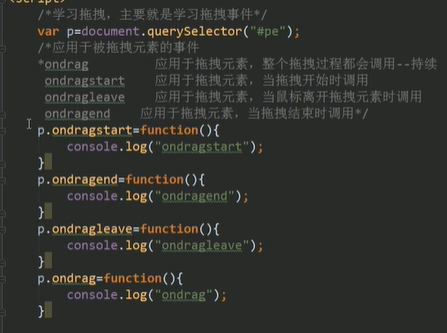 <script>
/*学习拖拽，主要就是学习拖拽事件*/
var p=document.querySelector("#pe");
/*应用于被拖拽元素的事件
*ondrag 应用于拖拽元素，整个拖拽过程都会调用--持续
ondragstart 应用于拖拽元素，当拖拽开始时调用
ondragleave 应用于拖拽元素，当鼠标离开拖拽元素时调用
ondragend 应用于拖拽元素，当拖拽结束时调用*/
p.ondragstart=function(){
console.log("ondragstart");
}
p.ondragend=function(){
console.log("ondragend");
}
p.ondragleave=function(){
console.log("ondragleave");
}
p.ondrag=function(){
console.log("ondrag");
}